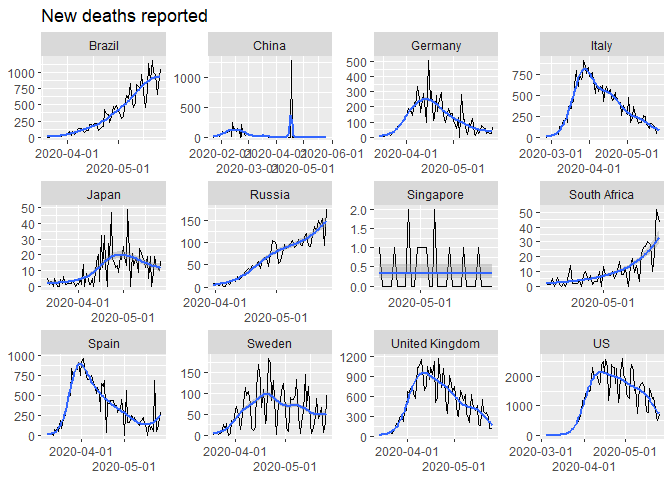 New deaths reported
Brazil China Germany Italy
1000 750 500 250 0
1000 500 0
500 400 300 200 100 0
750 500 250 0
2020-04-01 2020-05-01
2020-02-01 2020-03-01 2020-04-01 2020-05-01 2020-06-01
2020-04-01 2020-05-01
2020-03-01 2020-04-01 2020-05-01
Japan Russia Singapore South Africa
50 40 30 20 10 0
150 100 50 0
2.0 1.5 1.0 0.5 0.0
50 40 30 20 10 0
2020-04-01 2020-05-01
2020-04-01 2020-05-01
2020-05-01
2020-05-01
Spain Sweden United Kingdom US
1000 750 500 250 0
200 150 100 50 0
1200 900 600 300 0
2000 1000 0
2020-04-01 2020-05-01
2020-04-01 2020-05-01
2020-04-01 2020-05-01
2020-03-01 2020-04-01 2020-05-01